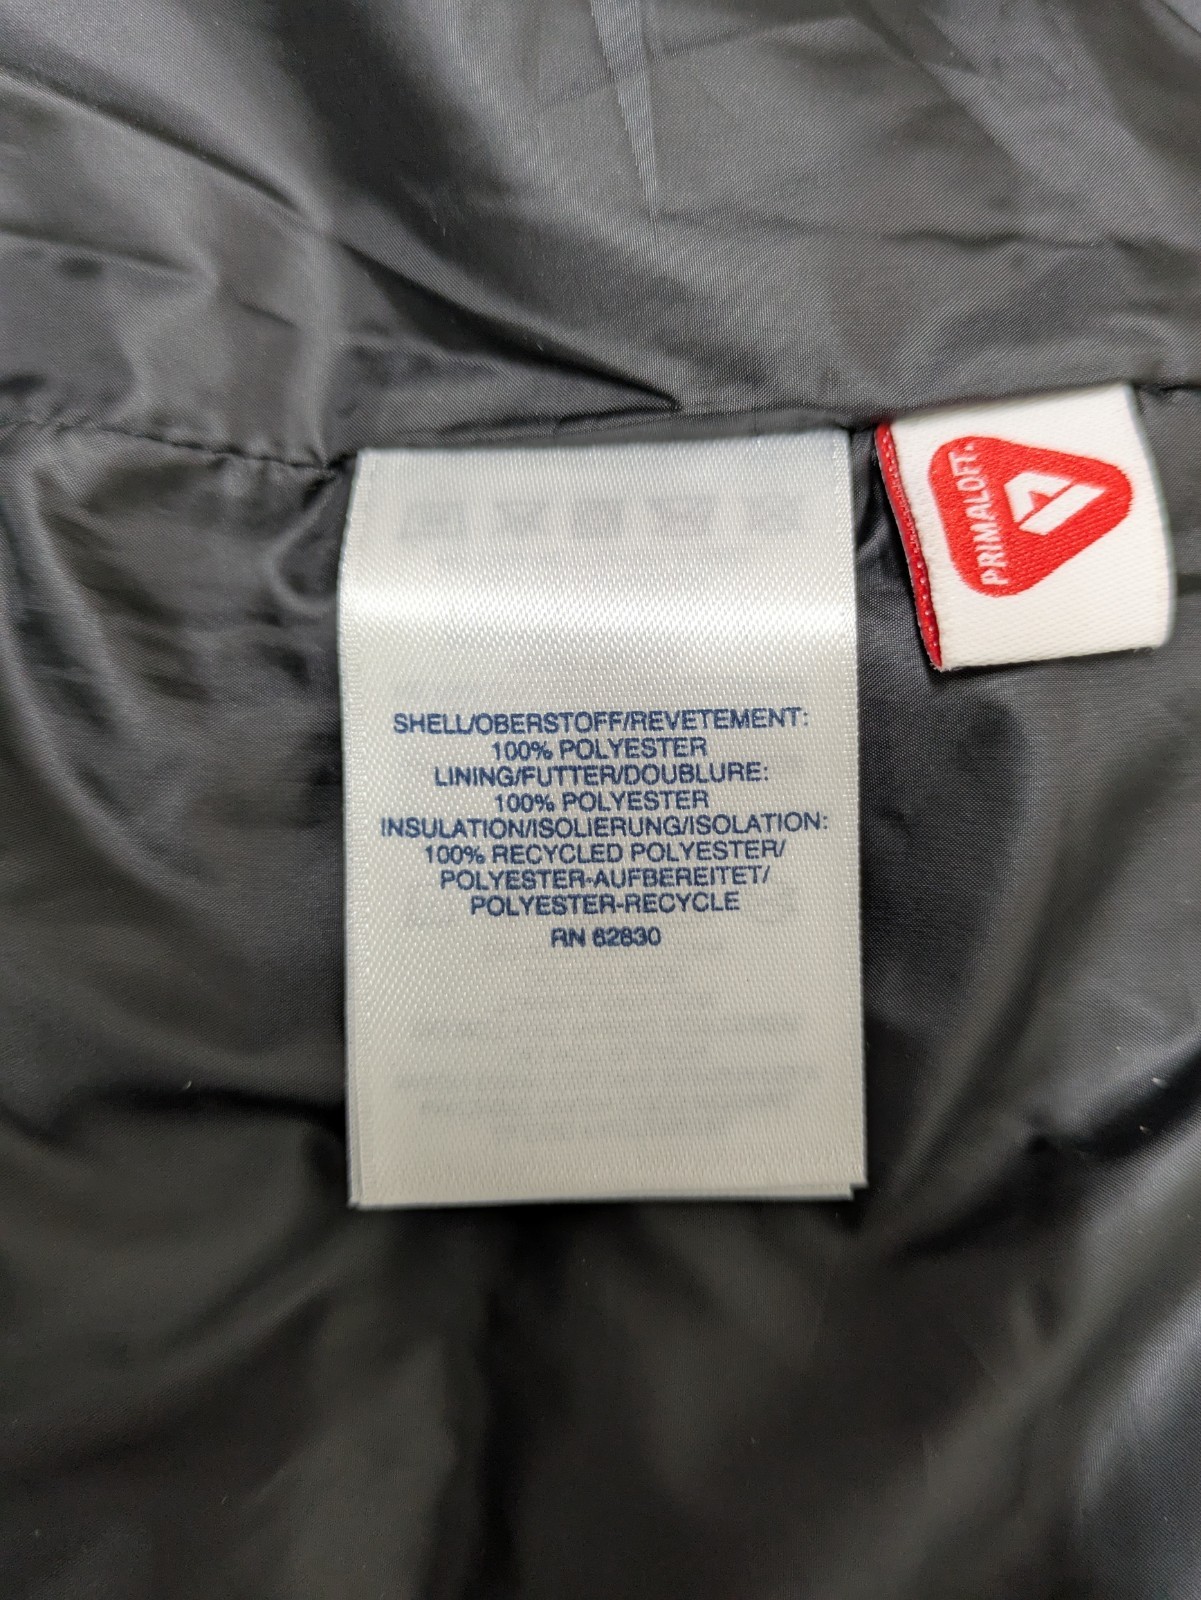 SHELL/OBERSTOFF/REVETEMENT:
100% POLYESTER
LINING/FUTTER/DOUBLURE:
100% POLYESTER
INSULATION/ISOLIERUNG/ISOLATION:
100% RECYCLED POLYESTER/
POLYESTER-AUFBEREITET/
POLYESTER-RECYCLE
RN 62830
PRIMALOFT